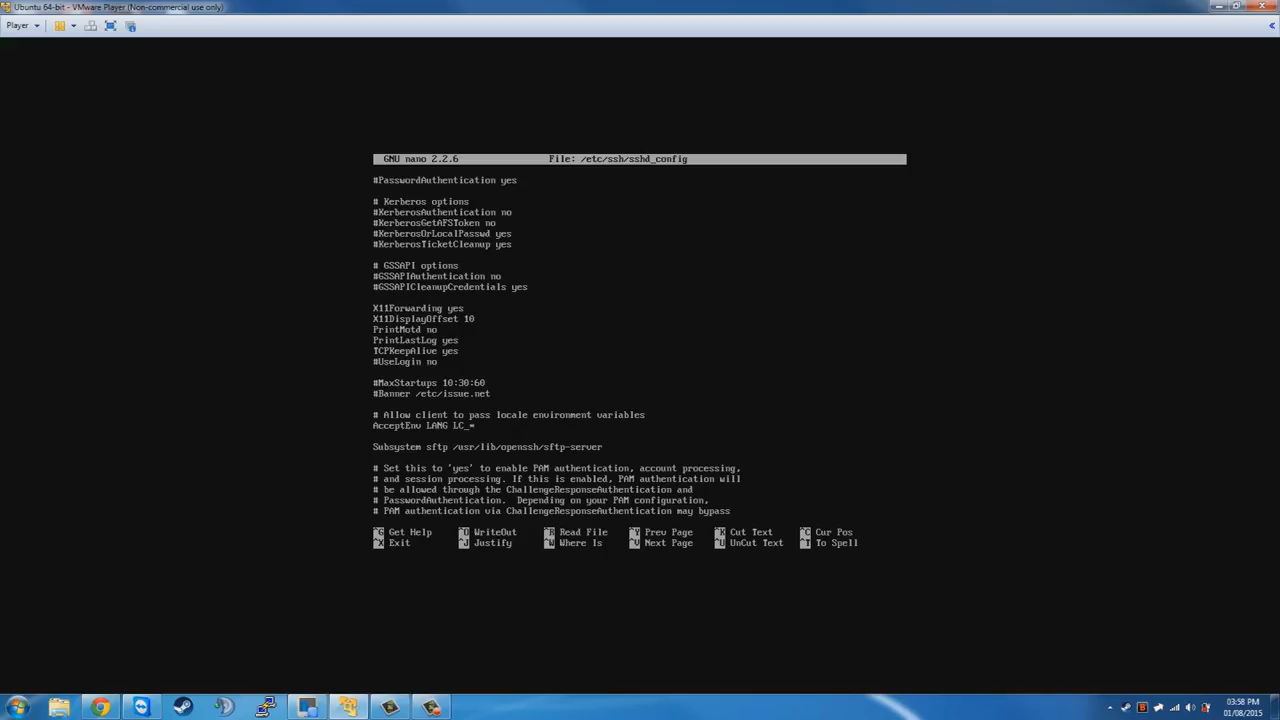 Ubuntu 64-bit - VMware Player (Non-commercial use only)
Player
GNU nano 2.2.6 File: /etc/ssh/sshd_config
#PasswordAuthentication yes
# Kerberos options
#KerberosAuthentication no
#KerberosGetAFSToken no
#KerberosOrLocalPasswd yes
#KerberosTicketCleanup yes
# GSSAPI options
#GSSAPIAuthentication no
#GSSAPICleanupCredentials yes
X11Forwarding yes
X11DisplayOffset 10
PrintMotd no
PrintLastLog yes
TCPKeepAlive yes
#UseLogin no
#MaxStartups 10:30:60
#Banner /etc/issue.net
# Allow client to pass locale environment variables
AcceptEnv LANG LC_*
Subsystem sftp /usr/lib/openssh/sftp-server
# Set this to 'yes' to enable PAM authentication, account processing,
# and session processing. If this is enabled, PAM authentication will
# be allowed through the ChallengeResponseAuthentication and
# PasswordAuthentication.  Depending on your PAM configuration,
# PAM authentication via ChallengeResponseAuthentication may bypass
^G Get Help ^O WriteOut ^R Read File ^Y Prev Page ^K Cut Text ^C Cur Pos
^X Exit ^J Justify ^W Where Is ^V Next Page ^U UnCut Text ^T To Spell
03:58 PM
01/08/2015